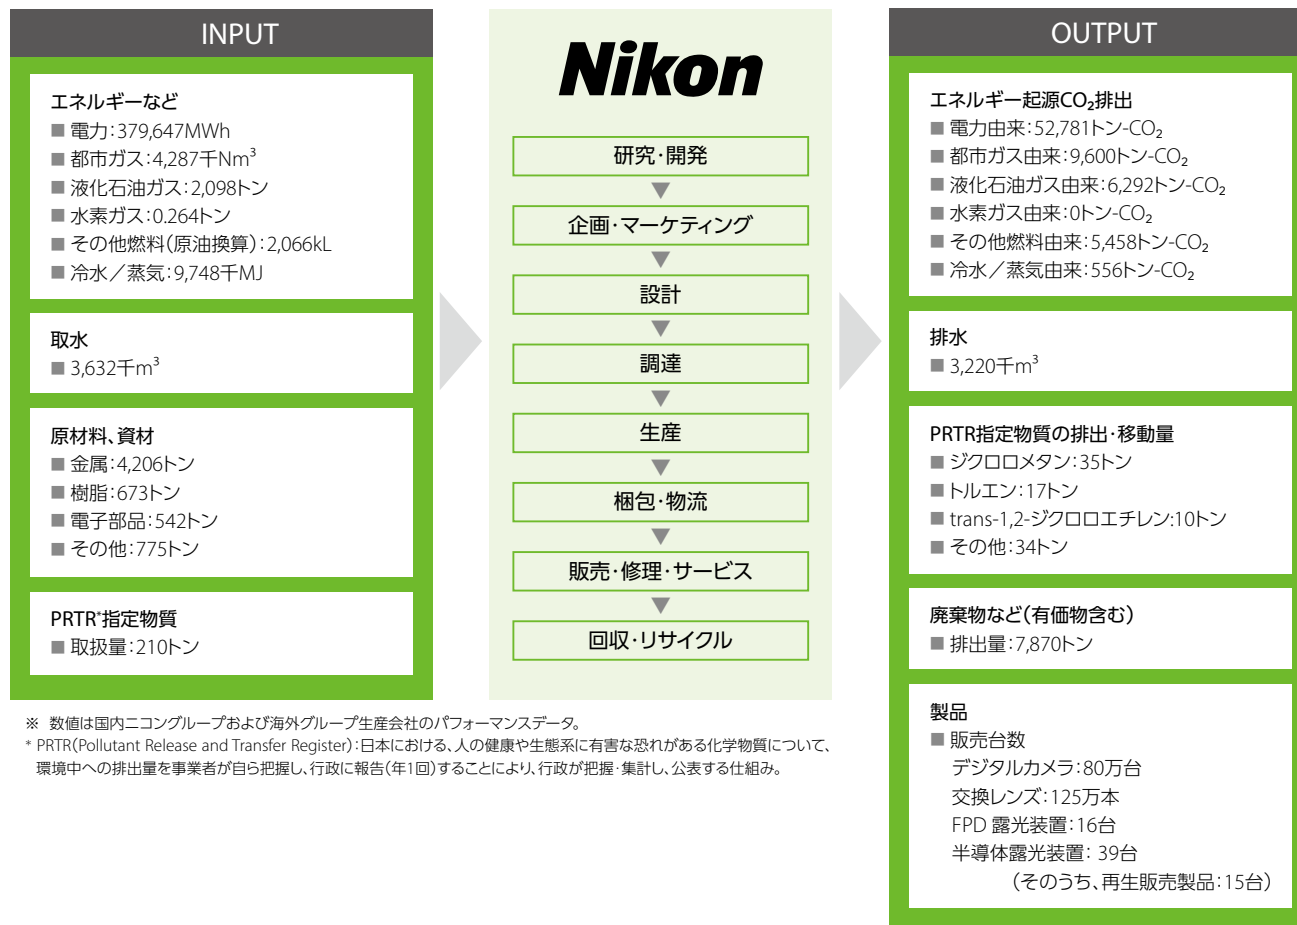 INPUT
エネルギーなど
■ 電力：379,647MWh
■ 都市ガス：4,287千Nm³
■ 液化石油ガス：2,098トン
■ 水素ガス：0.264トン
■ その他燃料（原油換算）：2,066kL
■ 冷水／蒸気：9,748千MJ
取水
■ 3,632千m³
原材料、資材
■ 金属：4,206トン
■ 樹脂：673トン
■ 電子部品：542トン
■ その他：775トン
PRTR*指定物質
■ 取扱量：210トン
Nikon
研究・開発
企画・マーケティング
設計
調達
生産
梱包・物流
販売・修理・サービス
回収・リサイクル
OUTPUT
エネルギー起源CO₂排出
■ 電力由来：52,781トン-CO₂
■ 都市ガス由来：9,600トン-CO₂
■ 液化石油ガス由来：6,292トン-CO₂
■ 水素ガス由来：0トン-CO₂
■ その他燃料由来：5,458トン-CO₂
■ 冷水／蒸気由来：556トン-CO₂
排水
■ 3,220千m³
PRTR指定物質の排出・移動量
■ ジクロロメタン：35トン
■ トルエン：17トン
■ trans-1,2-ジクロロエチレン:10トン
■ その他：34トン
廃棄物など（有価物含む）
■ 排出量：7,870トン
製品
■ 販売台数
デジタルカメラ：80万台
交換レンズ：125万本
FPD 露光装置：16台
半導体露光装置： 39台
（そのうち、再生販売製品：15台）
※ 数値は国内ニコングループおよび海外グループ生産会社のパフォーマンスデータ。
* PRTR（Pollutant Release and Transfer Register）：日本における、人の健康や生態系に有害な恐れがある化学物質について、
環境中への排出量を事業者が自ら把握し、行政に報告（年1回）することにより、行政が把握・集計し、公表する仕組み。